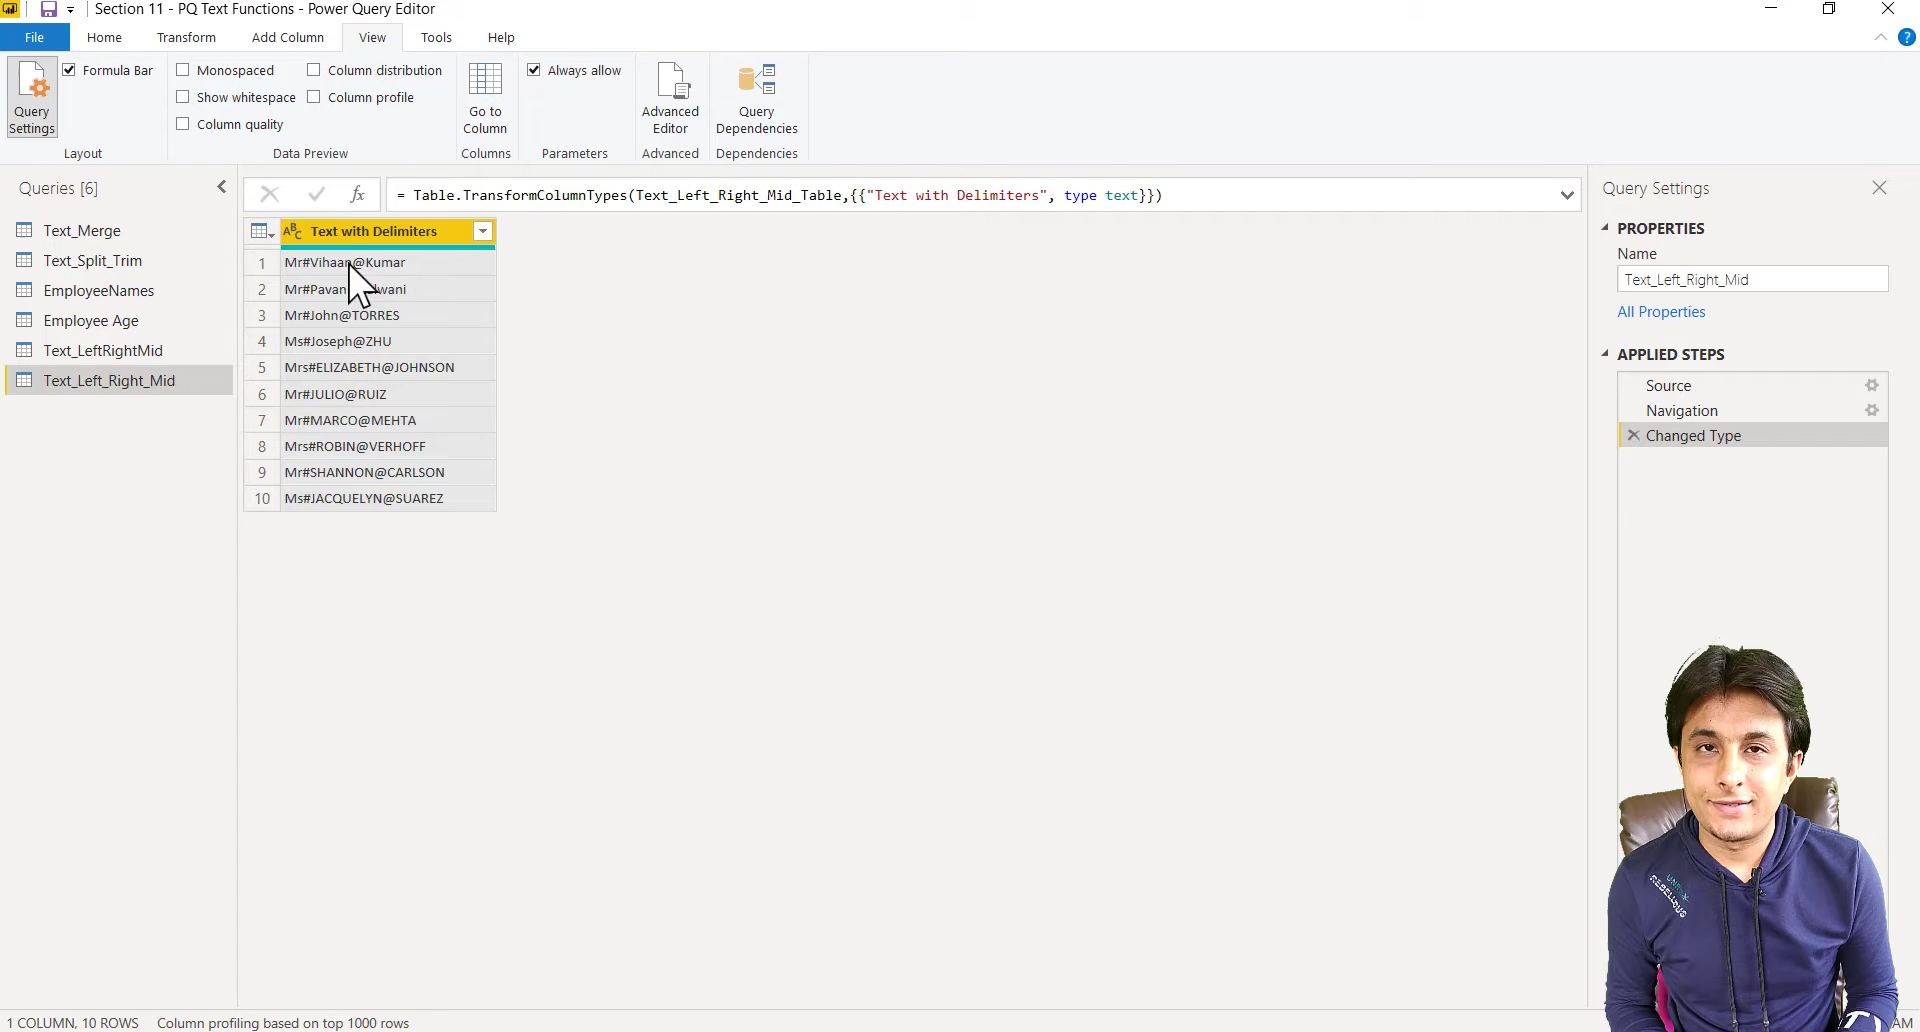 Section 11 - PQ Text Functions - Power Query Editor
File Home Transform Add Column View Tools Help
Query Settings
Formula Bar
Monospaced
Show whitespace
Column quality
Column distribution
Column profile
Go to Column
Always allow
Advanced Editor
Query Dependencies
Layout Data Preview Columns Parameters Advanced Dependencies
Queries [6]
Text_Merge
Text_Split_Trim
EmployeeNames
Employee Age
Text_LeftRightMid
Text_Left_Right_Mid
fx = Table.TransformColumnTypes(Text_Left_Right_Mid_Table,{{"Text with Delimiters", type text}})
ABC Text with Delimiters
1 Mr#Vihaan@Kumar
2 Mr#Pavan
3 Mr#John@TORRES
4 Ms#Joseph@ZHU
5 Mrs#ELIZABETH@JOHNSON
6 Mr#JULIO@RUIZ
7 Mr#MARCO@MEHTA
8 Mrs#ROBIN@VERHOFF
9 Mr#SHANNON@CARLSON
10 Ms#JACQUELYN@SUAREZ
Query Settings
PROPERTIES
Name
Text_Left_Right_Mid
All Properties
APPLIED STEPS
Source
Navigation
Changed Type
REBELLIOUS
1 COLUMN, 10 ROWS Column profiling based on top 1000 rows
AM